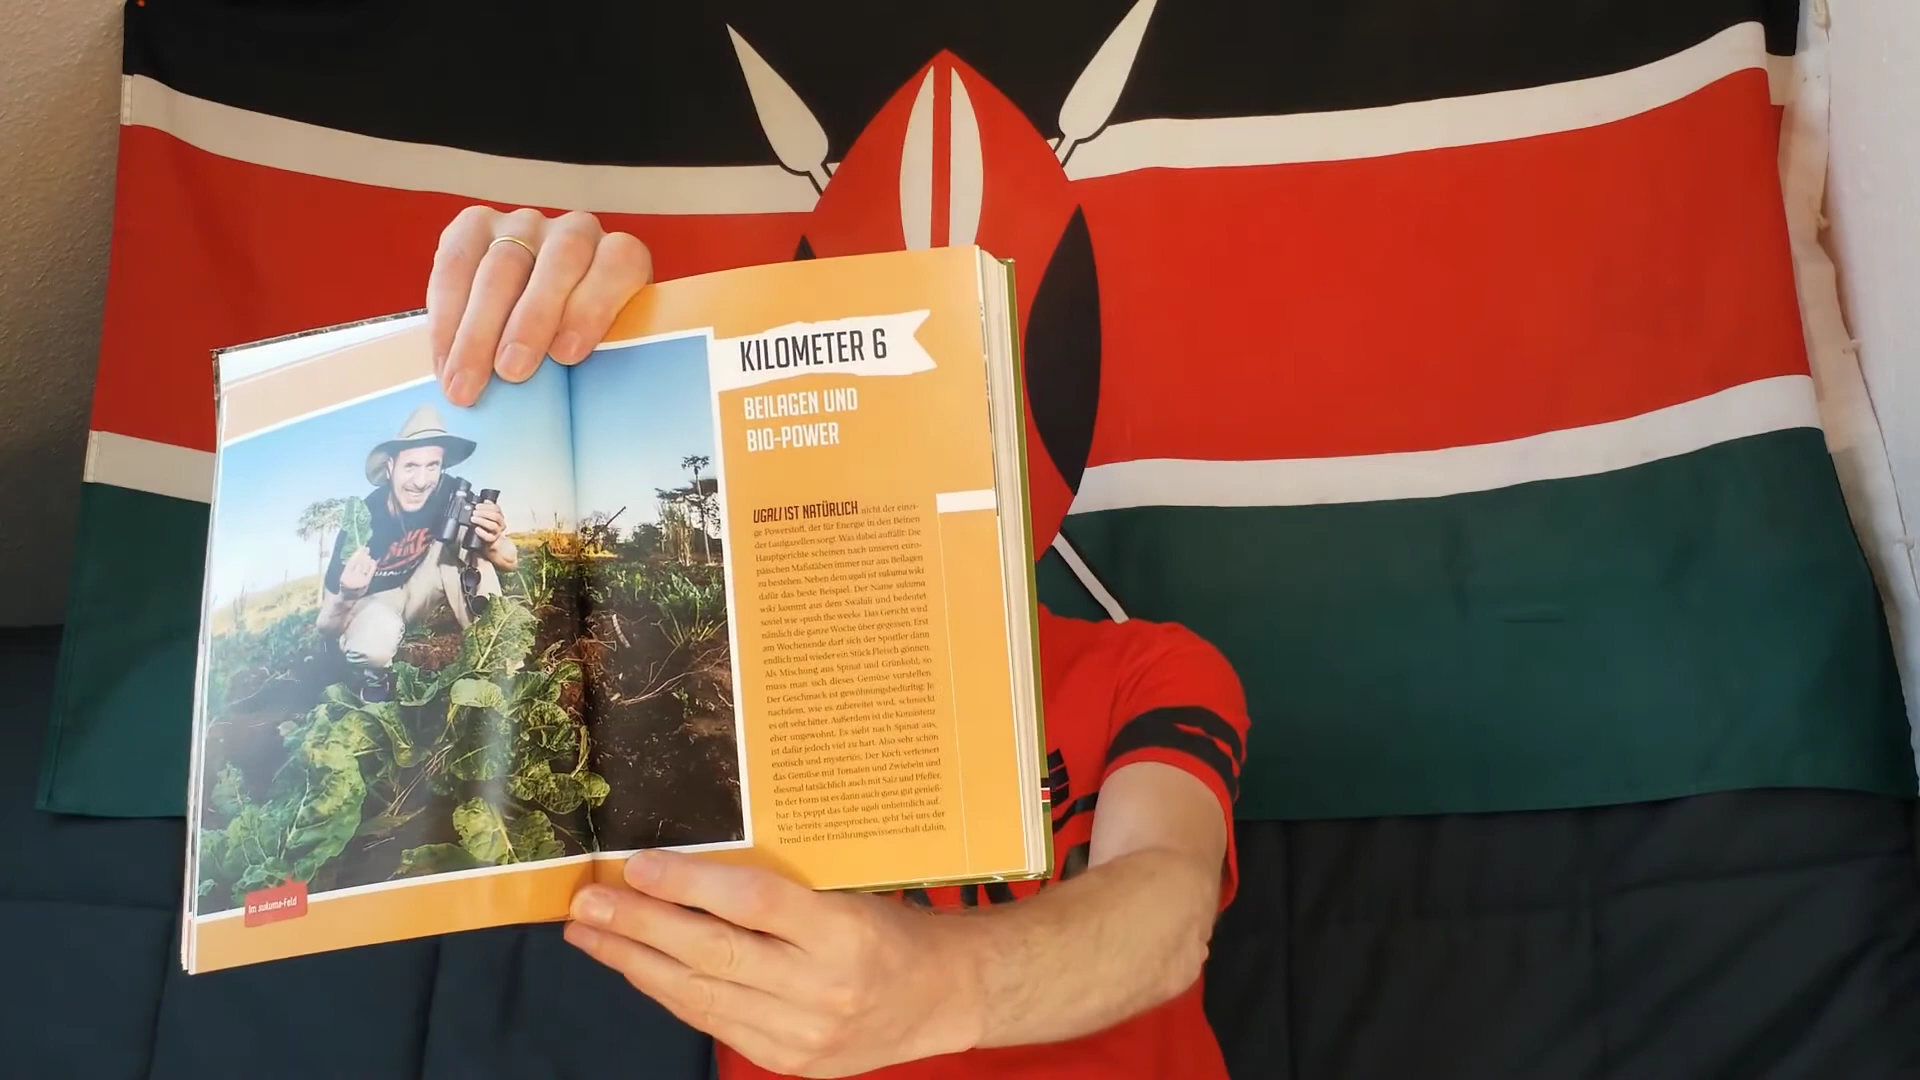 KILOMETER 6
BEILAGEN UND
BIO-POWER
UGALI IST NATÜRLICH nicht der einzi-
ge Powerstoff, der für Energie in den Beinen
der Laufgazellen sorgt. Was dabei auffällt: Die
Hauptgerichte scheinen nach unseren euro-
päischen Maßstäben immer nur aus Beilagen
zu bestehen. Neben dem ugali ist sukuma wiki
dafür das beste Beispiel. Der Name sukuma
wiki kommt aus dem Swahili und bedeutet
soviel wie »push the week«. Das Gericht wird
nämlich die ganze Woche über gegessen. Erst
am Wochenende darf sich der Sportler dann
endlich mal wieder ein Stück Fleisch gönnen.
Als Mischung aus Spinat und Grünkohl, so
muss man sich dieses Gemüse vorstellen.
Der Geschmack ist gewöhnungsbedürftig: Je
nachdem, wie es zubereitet wird, schmeckt
es oft sehr bitter. Außerdem ist die Konsistenz
eher ungewohnt. Es sieht nach Spinat aus,
ist dafür jedoch viel zu hart. Also sehr schön
exotisch und mysteriös. Der Koch verfeinert
das Gemüse mit Tomaten und Zwiebeln und
diesmal tatsächlich auch mit Salz und Pfeffer.
In der Form ist es dann auch ganz gut genieß-
bar. Es peppt das fade ugali unheimlich auf.
Wie bereits angesprochen, geht bei uns der
Trend in der Ernährungswissenschaft dahin,
Im sukuma-Feld